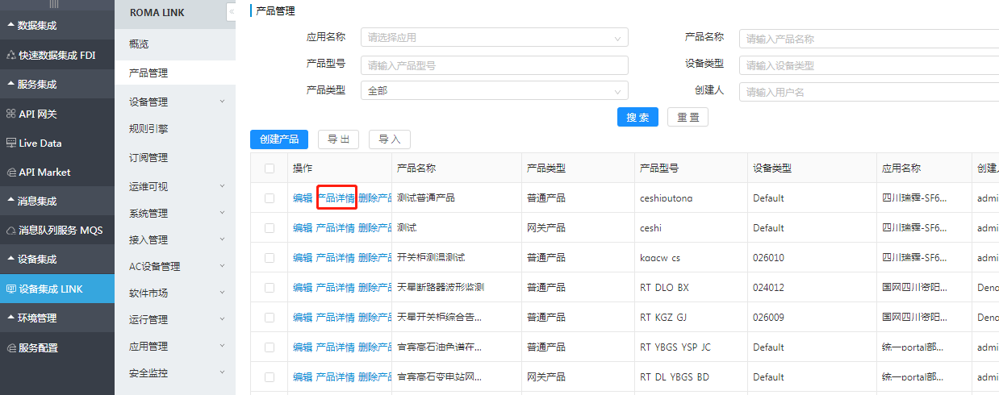 数据集成
快速数据集成 FDI
服务集成
API 网关
Live Data
API Market
消息集成
消息队列服务 MQS
设备集成
设备集成 LINK
环境管理
服务配置
ROMA LINK
概览
产品管理
设备管理
规则引擎
订阅管理
运维可视
系统管理
接入管理
AC设备管理
软件市场
运行管理
应用管理
安全监控
产品管理
应用名称 请选择应用 产品名称 请输入产品名称
产品型号 请输入产品型号 设备类型 请输入设备类型
产品类型 全部 创建人 请输入用户名
搜索 重置
创建产品 导出 导入
操作 产品名称 产品类型 产品型号 设备类型 应用名称 创建
编辑 产品详情 删除产品 测试普通产品 普通产品 ceshiputong Default 四川瑞霆-SF6... admi
编辑 产品详情 删除产品 测试 网关产品 ceshi Default 四川瑞霆-SF6... admi
编辑 产品详情 删除产品 开关柜测温测试 普通产品 kggcw_cs 026010 四川瑞霆-SF6... admi
编辑 产品详情 删除产品 天星断路器波形监测 普通产品 RT_DLQ_BX 024012 国网四川资阳... Deng
编辑 产品详情 删除产品 天星开关柜综合告... 普通产品 RT_KGZ_GJ 026009 国网四川资阳... Deng
编辑 产品详情 删除产品 宜宾高石油色谱在... 普通产品 RT_YBGS_YSP_JC Default 统一portal部... admi
编辑 产品详情 删除产品 宜宾高石变电站网... 网关产品 RT_DL_YBGS_BD Default 统一portal部... admi